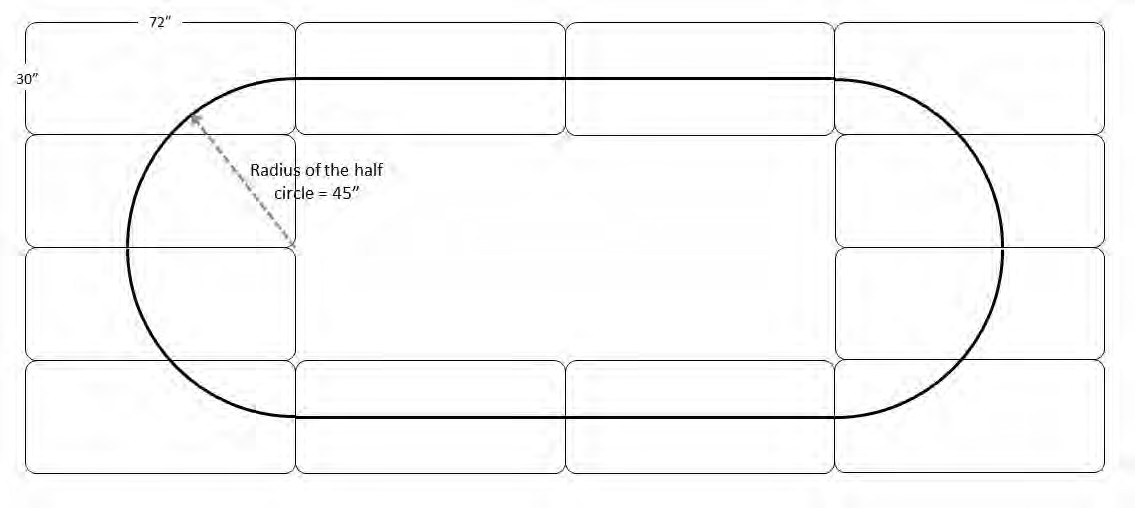 72”
30”
Radius of the half
circle = 45”